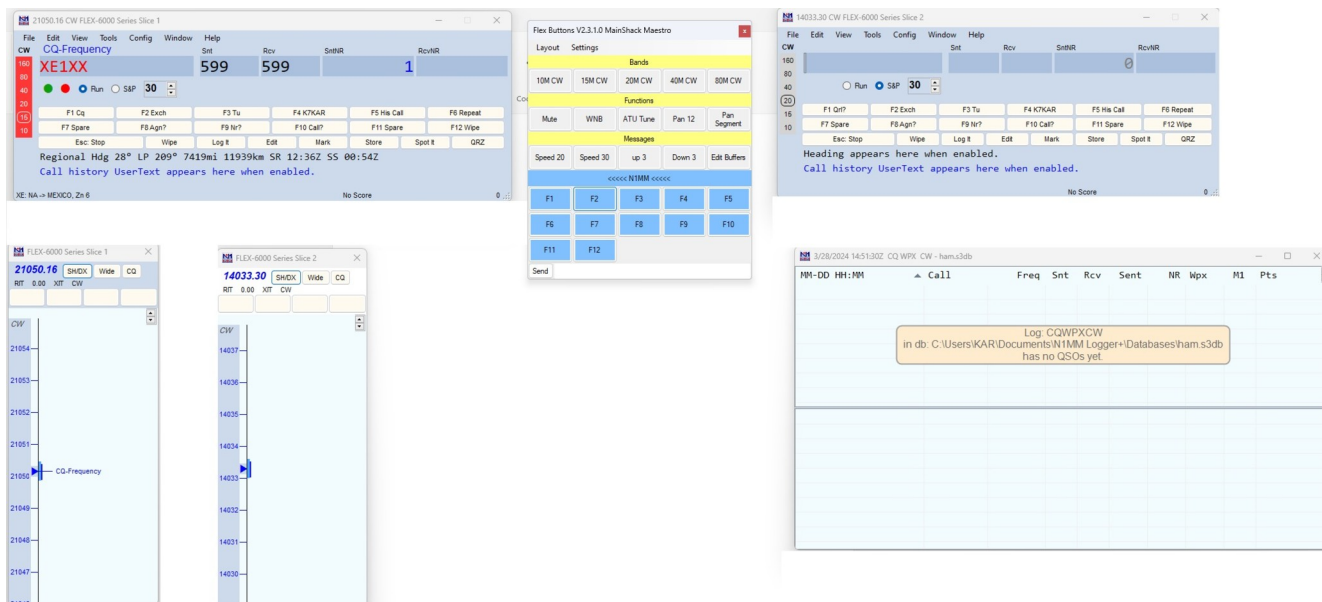 21050.16 CW FLEX-6000 Series Slice 1
File Edit View Tools Config Window Help
CW CQ-Frequency Snt Rcv SntNR RcvNR
160 XE1XX 599 599 1
80
40 Run S&P 30
20
15
10
F1 Cq F2 Exch F3 Tu F4 K7KAR F5 His Call F6 Repeat
F7 Spare F8 Agn? F9 Nr? F10 Call? F11 Spare F12 Wipe
Esc: Stop Wipe Log It Edit Mark Store Spot It QRZ
Regional Hdg 28° LP 209° 7419mi 11939km SR 12:36Z SS 00:54Z
Call history UserText appears here when enabled.
XE: NA -> MEXICO, Zn 6 No Score 0
Flex Buttons V2.3.1.0 MainShack Maestro x
Layout Settings
Bands
10M CW 15M CW 20M CW 40M CW 80M CW
Functions
Mute WNB ATU Tune Pan 12 Pan Segment
Messages
Speed 20 Speed 30 up 3 Down 3 Edit Buffers
<<<<< N1MM <<<<<
F1 F2 F3 F4 F5
F6 F7 F8 F9 F10
F11 F12
Send
14033.30 CW FLEX-6000 Series Slice 2
File Edit View Tools Config Window Help
CW Snt Rcv SntNR RcvNR
160 0
80
40 Run S&P 30
20
15
10
F1 Qrl? F2 Exch F3 Tu F4 K7KAR F5 His Call F6 Repeat
F7 Spare F8 Agn? F9 Nr? F10 Call? F11 Spare F12 Wipe
Esc: Stop Wipe Log It Edit Mark Store Spot It QRZ
Heading appears here when enabled.
Call history UserText appears here when enabled.
No Score 0
FLEX-6000 Series Slice 1
21050.16 SH/DX Wide CQ
RIT 0.00 XIT CW
CW
21054
21053
21052
21051
21050 CQ-Frequency
21049
21048
21047
FLEX-6000 Series Slice 2
14033.30 SH/DX Wide CQ
RIT 0.00 XIT CW
CW
14037
14036
14035
14034
14033
14032
14031
14030
3/28/2024 14:51:30Z CQ WPX CW - ham.s3db
MM-DD HH:MM Call Freq Snt Rcv Sent NR Wpx M1 Pts
Log: CQWPXCW
in db: C:\Users\KAR\Documents\N1MM Logger+\Databases\ham.s3db
has no QSOs yet.